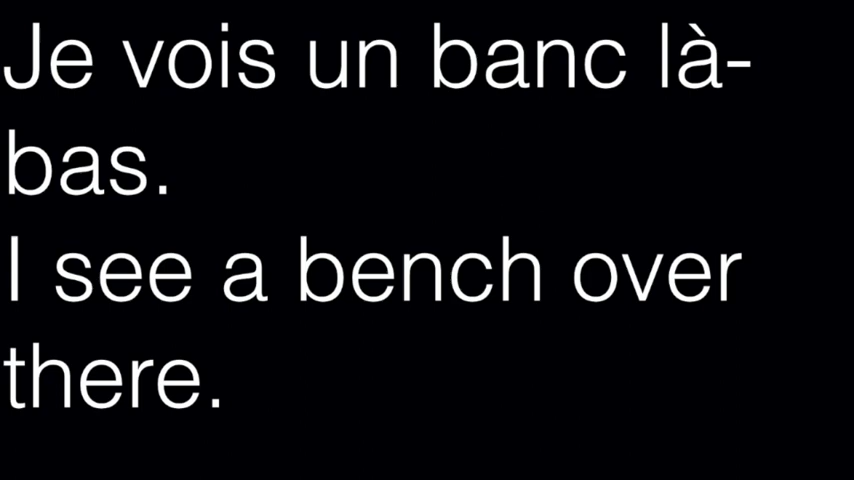 Je vois un banc là-
bas.
I see a bench over
there.